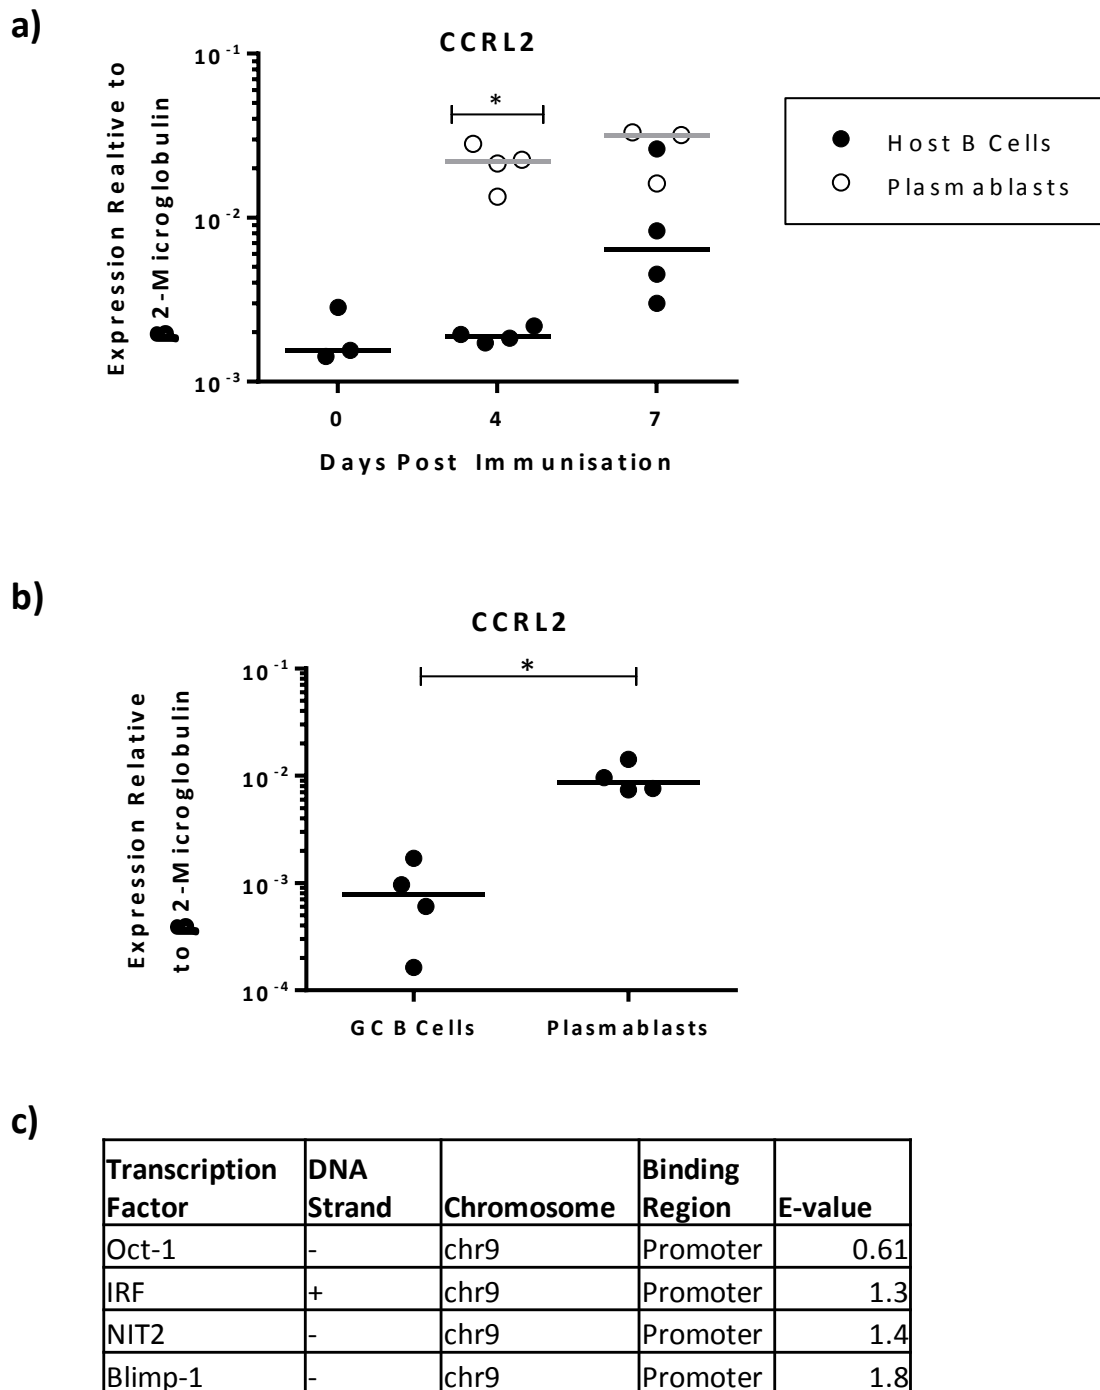 a)
CCRL2
Expression Realtive to
β2-Microglobulin
10-1
10-2
10-3
*
0
4
7
Days Post Immunisation
Host B Cells
Plasmablasts
b)
CCRL2
Expression Relative
to β2-Microglobulin
10-1
10-2
10-3
10-4
*
GC B Cells
Plasmablasts
c)
Transcription Factor DNA Strand Chromosome Binding Region E-value
Oct-1 - chr9 Promoter 0.61
IRF + chr9 Promoter 1.3
NIT2 - chr9 Promoter 1.4
Blimp-1 - chr9 Promoter 1.8